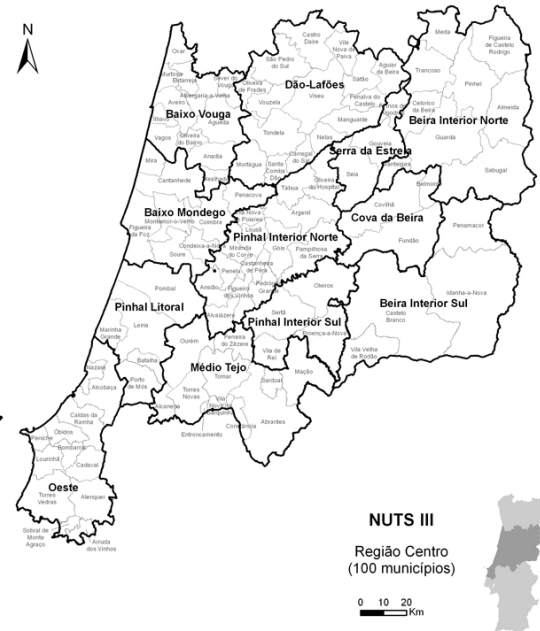 Ovar
Castro
Daire
Vila
Nova de
Paiva
São Pedro
do Sul
Meda
Figueira
de Castelo
Rodrigo
Murtosa
Estarreja
Sever do
Vouga
Oliveira
de Frades
Dão-Lafões
Viseu
Sátão
Aguiar
da Beira
Trancoso
Pinhel
Albergaria-a-Velha
Aveiro
Vouzela
Penalva do
Castelo
Celorico
da Beira
Almeida
Ílhavo
Baixo Vouga
Águeda
Mangualde
Beira Interior Norte
Vagos
Oliveira
do Bairro
Tondela
Nelas
Guarda
Anadia
Carregal
do Sal
Serra da Estrela
Gouveia
Manteigas
Mira
Mealhada
Mortágua
Santa
Comba
Dão
Seia
Sabugal
Cantanhede
Penacova
Tábua
Oliveira
do Hospital
Belmonte
Baixo Mondego
Montemor-o-Velho
Coimbra
Vila Nova
de Poiares
Arganil
Covilhã
Cova da Beira
Penamacor
Figueira
da Foz
Lousã
Pinhal Interior Norte
Condeixa-a-Nova
Miranda
do Corvo
Góis
Pampilhosa
da Serra
Fundão
Soure
Penela
Castanheira
de Pera
Pombal
Ansião
Figueiró
dos Vinhos
Pedrógão
Grande
Oleiros
Idanha-a-Nova
Pinhal Litoral
Beira Interior Sul
Castelo
Branco
Leiria
Alvaiázere
Sertã
Pinhal Interior Sul
Proença-a-Nova
Marinha
Grande
Ourém
Ferreira
do Zêzere
Vila de
Rei
Vila Velha
de Ródão
Batalha
Nazaré
Porto
de Mós
Médio Tejo
Tomar
Mação
Alcobaça
Sardoal
Torres
Novas
Alcanena
Vila
Nova da
Barquinha
Caldas da
Rainha
Constância
Abrantes
Entroncamento
Óbidos
Peniche
Bombarral
Lourinhã
Cadaval
Oeste
Torres
Vedras
Alenquer
Sobral de
Monte
Agraço
Arruda
dos Vinhos
N
NUTS III
Região Centro
(100 municípios)
0 10 20
Km